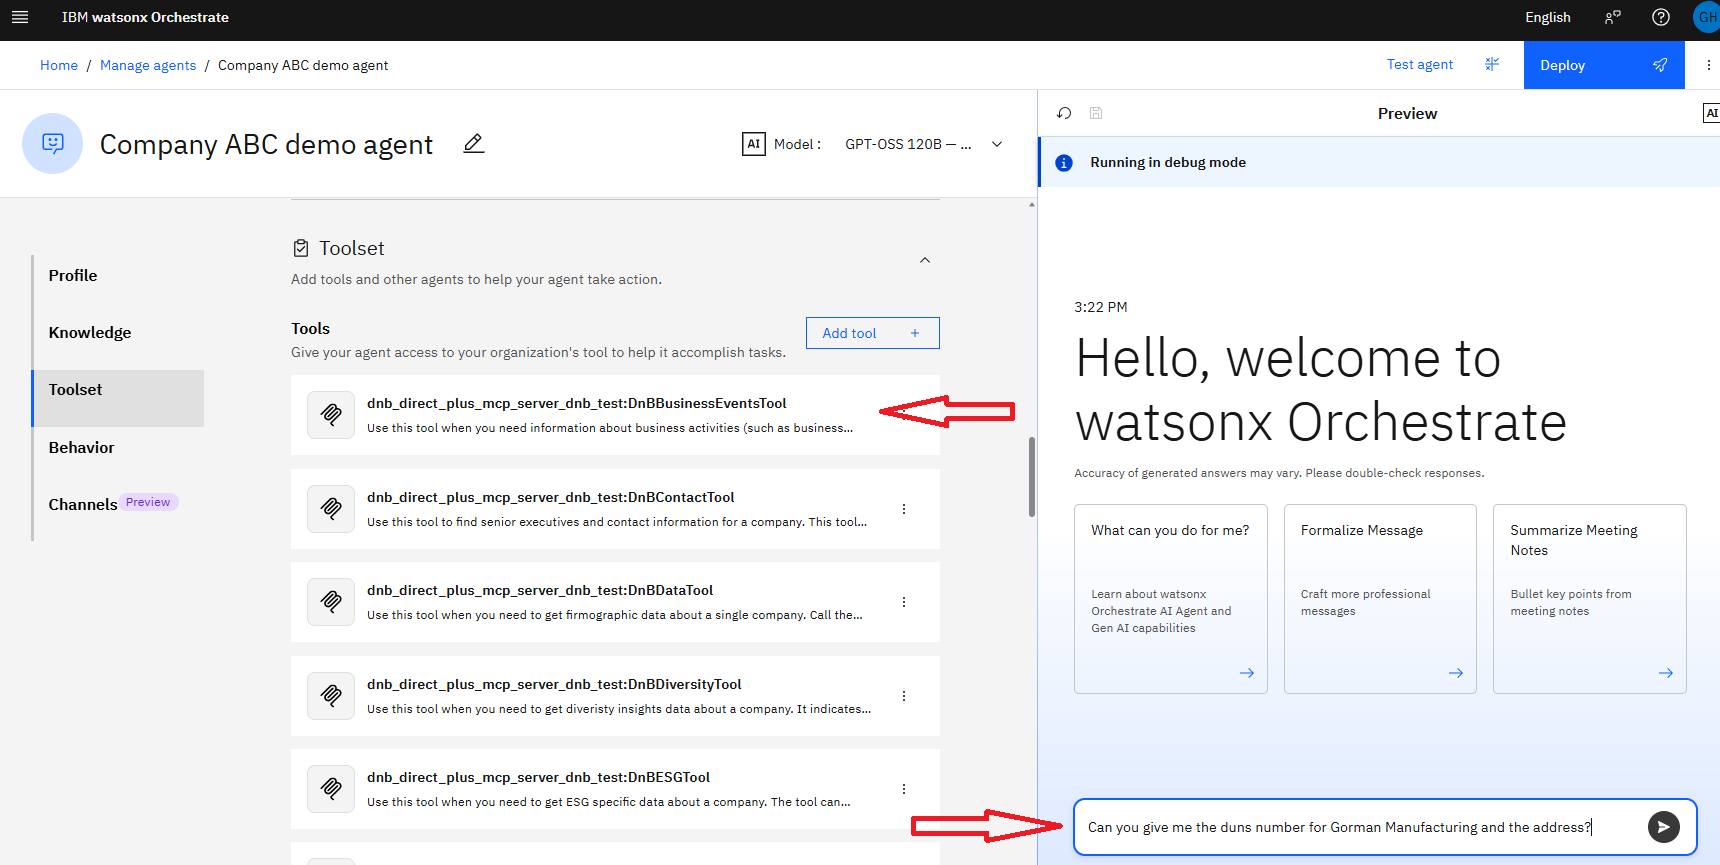 IBM watsonx Orchestrate
English
GH
Home / Manage agents / Company ABC demo agent
Test agent
Deploy
Company ABC demo agent
AI Model :
GPT-OSS 120B — ...
Profile
Knowledge
Toolset
Behavior
Channels Preview
Toolset
Add tools and other agents to help your agent take action.
Tools
Give your agent access to your organization's tool to help it accomplish tasks.
Add tool +
dnb_direct_plus_mcp_server_dnb_test:DnBBusinessEventsTool
Use this tool when you need information about business activities (such as business...
dnb_direct_plus_mcp_server_dnb_test:DnBContactTool
Use this tool to find senior executives and contact information for a company. This tool...
dnb_direct_plus_mcp_server_dnb_test:DnBDataTool
Use this tool when you need to get firmographic data about a single company. Call the...
dnb_direct_plus_mcp_server_dnb_test:DnBDiversityTool
Use this tool when you need to get diveristy insights data about a company. It indicates...
dnb_direct_plus_mcp_server_dnb_test:DnBESGTool
Use this tool when you need to get ESG specific data about a company. The tool can...
Preview
AI
Running in debug mode
3:22 PM
Hello, welcome to
watsonx Orchestrate
Accuracy of generated answers may vary. Please double-check responses.
What can you do for me?
Learn about watsonx
Orchestrate AI Agent and
Gen AI capabilities
Formalize Message
Craft more professional
messages
Summarize Meeting
Notes
Bullet key points from
meeting notes
Can you give me the duns number for Gorman Manufacturing and the address?